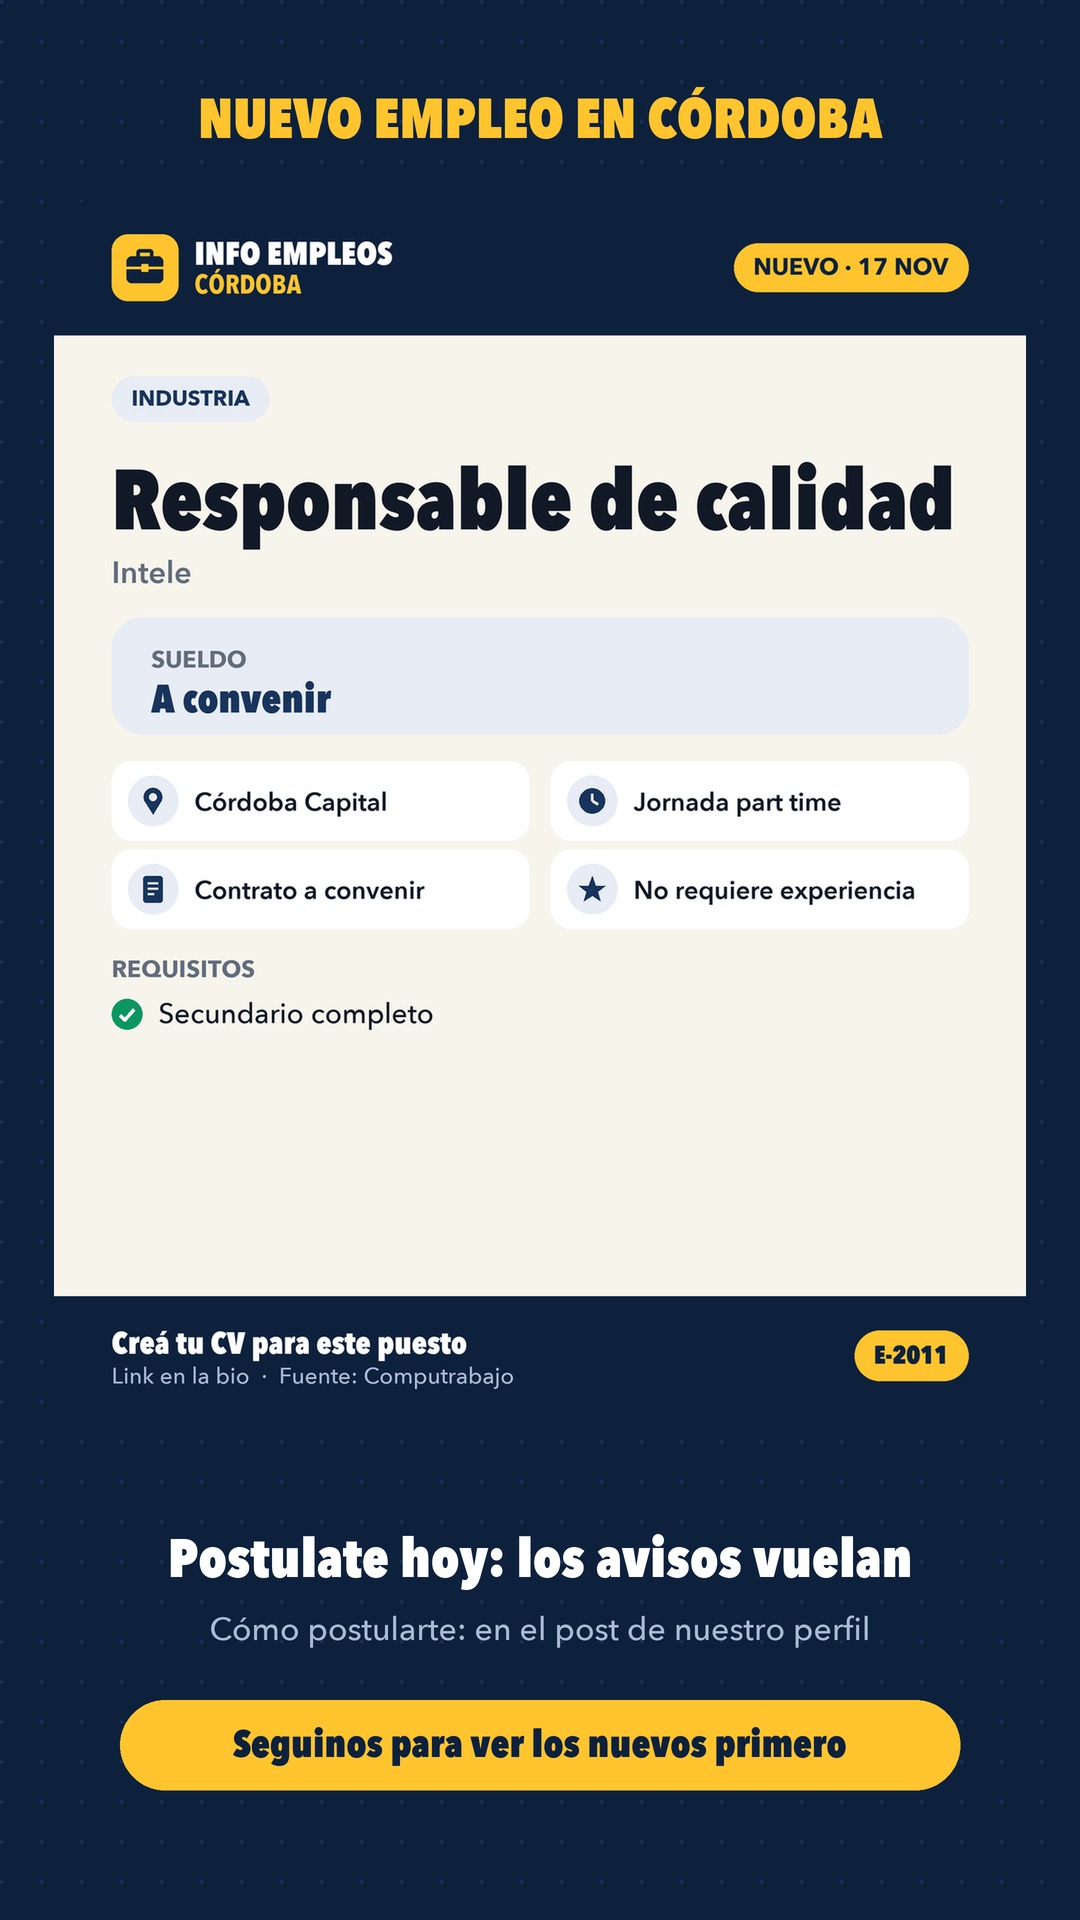 NUEVO EMPLEO EN CÓRDOBA
INFO EMPLEOS
CÓRDOBA
NUEVO · 17 NOV
INDUSTRIA
Responsable de calidad
Intele
SUELDO
A convenir
Córdoba Capital
Jornada part time
Contrato a convenir
No requiere experiencia
REQUISITOS
Secundario completo
Creá tu CV para este puesto
Link en la bio · Fuente: Computrabajo
E-2011
Postulate hoy: los avisos vuelan
Cómo postularte: en el post de nuestro perfil
Seguinos para ver los nuevos primero